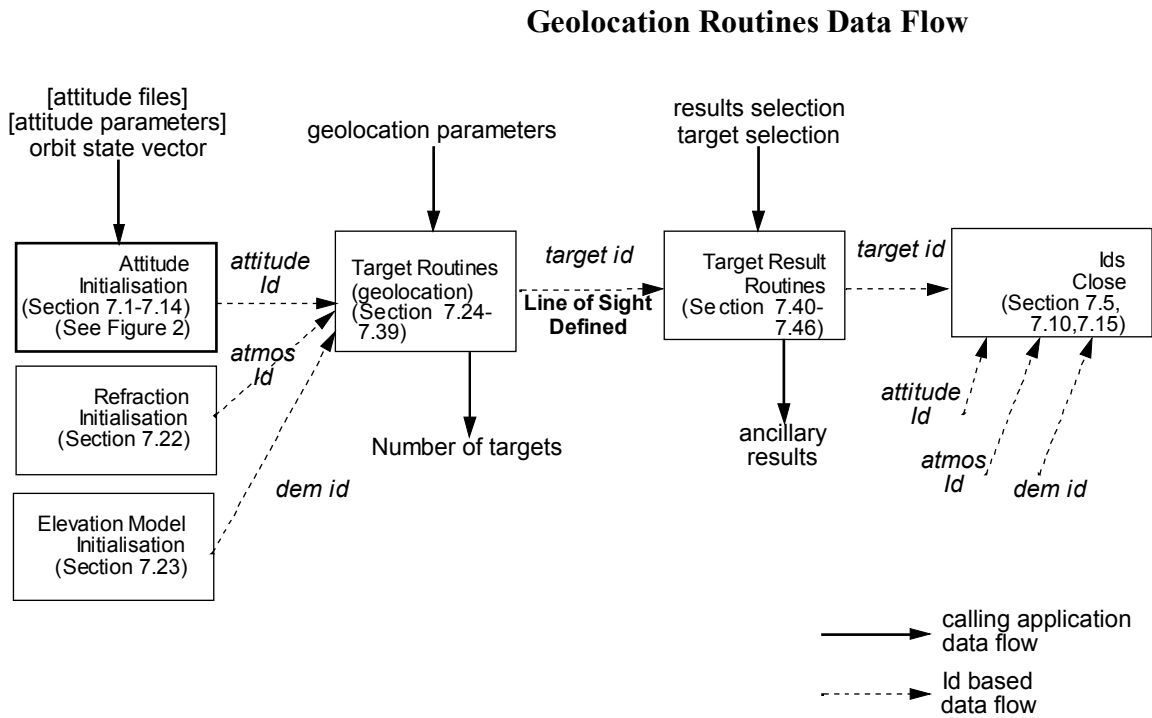 Geolocation Routines Data Flow
[attitude files]
[attitude parameters]
orbit state vector
geolocation parameters
results selection
target selection
Attitude
Initialisation
(Section 7.1-7.14)
(See Figure 2)
attitude
Id
Target Routines
(geolocation)
(Section 7.24-
7.39)
target id
Line of Sight
Defined
Target Result
Routines
(Section 7.40-
7.46)
target id
Ids
Close
(Section 7.5,
7.10,7.15)
atmos
Id
Refraction
Initialisation
(Section 7.22)
Number of targets
ancillary
results
attitude
Id
atmos
Id
dem id
dem id
Elevation Model
Initialisation
(Section 7.23)
calling application
data flow
Id based
data flow